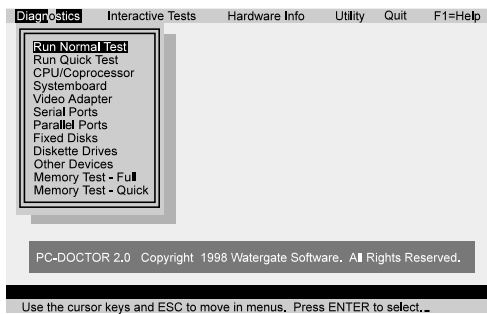 Diagnostics Interactive Tests Hardware Info Utility Quit F1=Help
Run Normal Test
Run Quick Test
CPU/Coprocessor
Systemboard
Video Adapter
Serial Ports
Parallel Ports
Fixed Disks
Diskette Drives
Other Devices
Memory Test - Full
Memory Test - Quick
PC-DOCTOR 2.0 Copyright 1998 Watergate Software. All Rights Reserved.
Use the cursor keys and ESC to move in menus. Press ENTER to select._